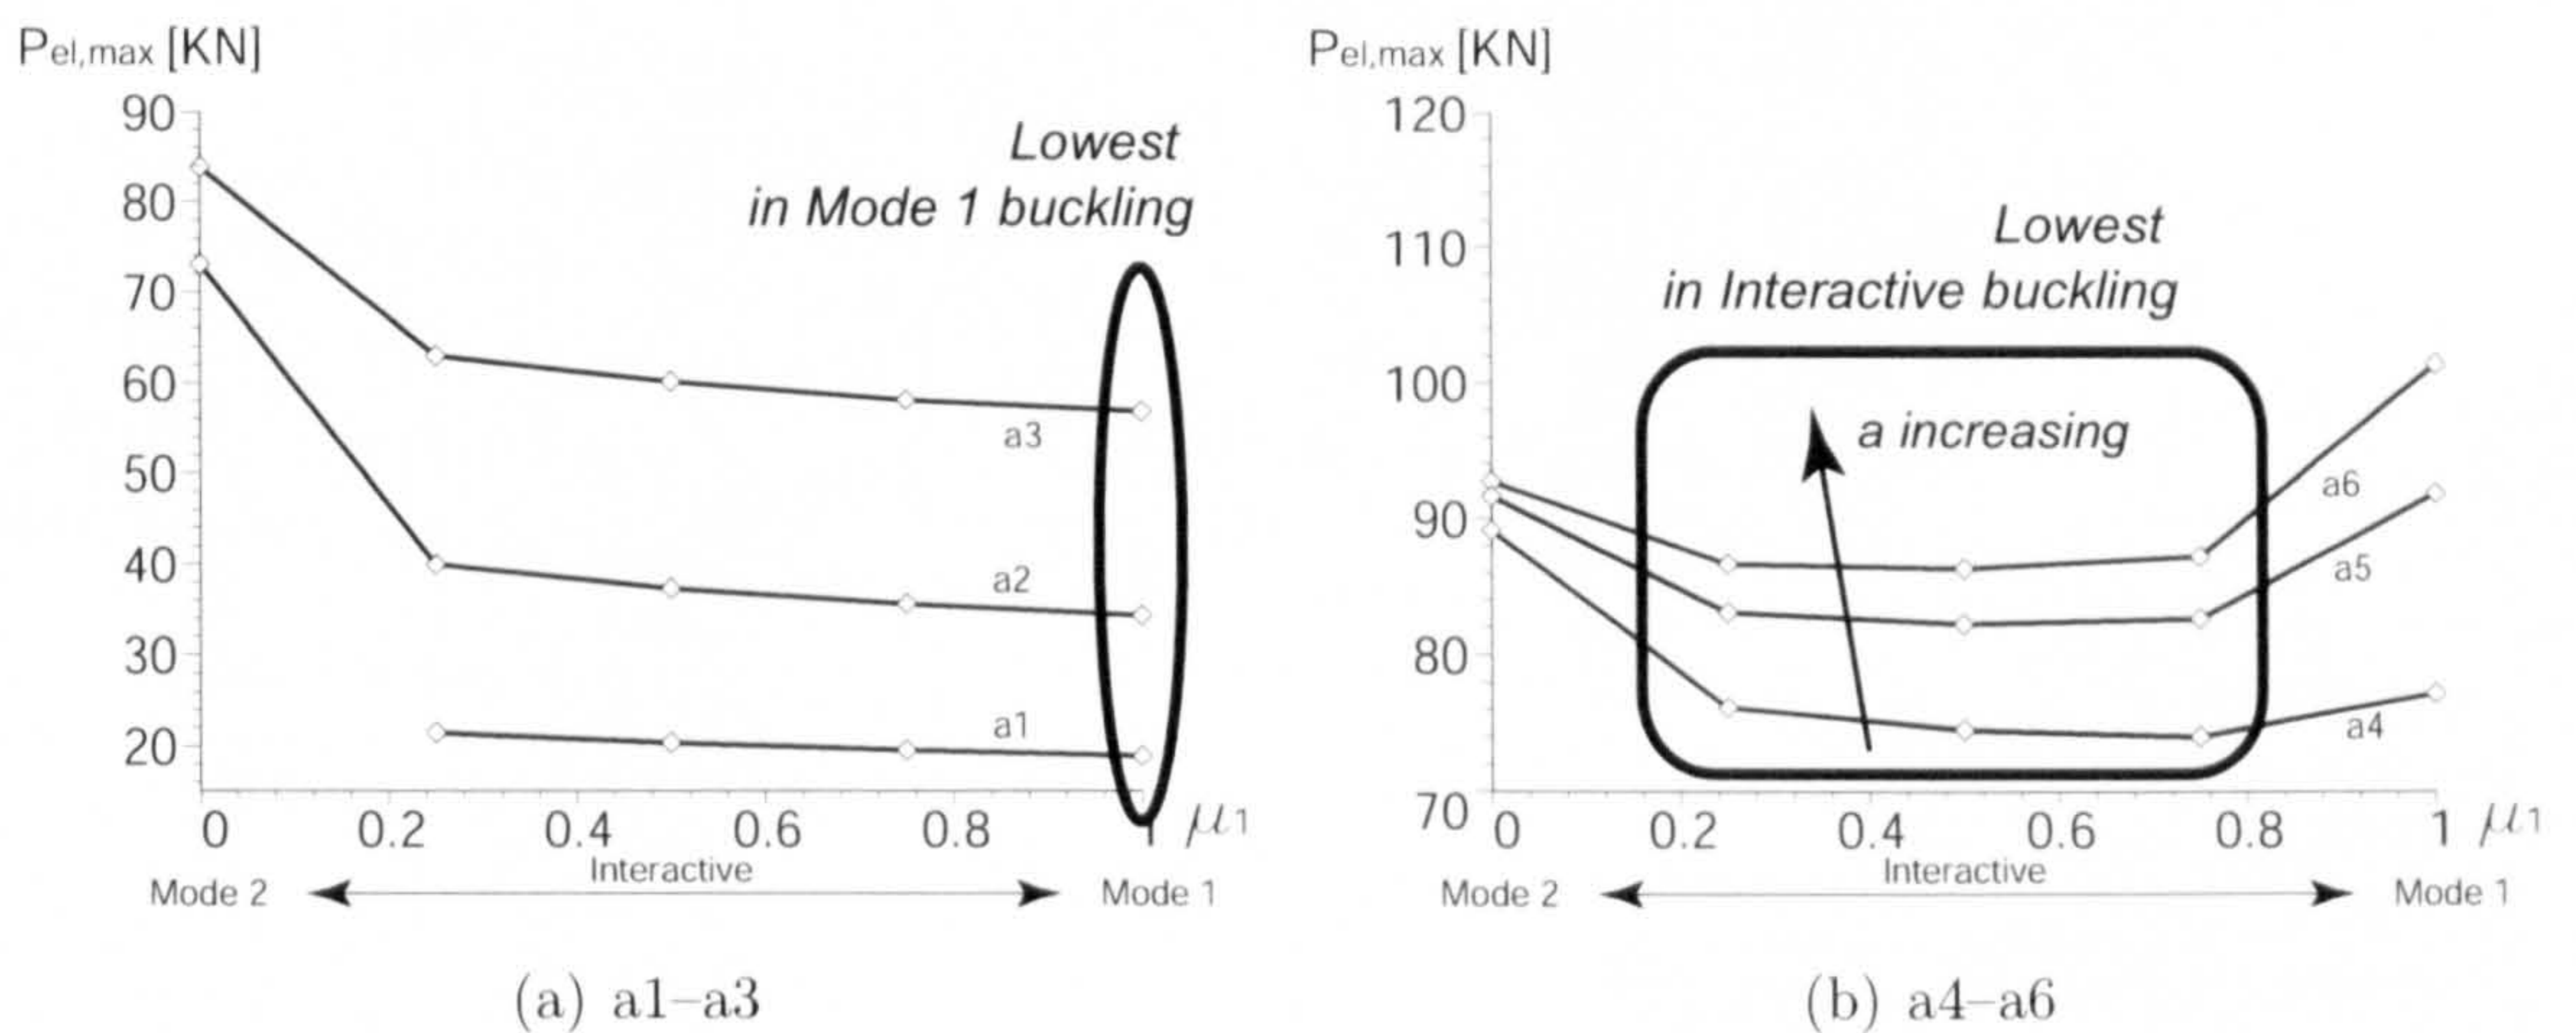 Pel,max [KN]
90
80
70
60
50
40
30
20
Lowest
in Mode 1 buckling
a3
a2
a1
0 0.2 0.4 0.6 0.8 1 μ1
Interactive
Mode 2 Mode 1
(a) a1–a3
Pel,max [KN]
120
110
100
90
80
70
Lowest
in Interactive buckling
a increasing
a6
a5
a4
0 0.2 0.4 0.6 0.8 1 μ1
Interactive
Mode 2 Mode 1
(b) a4–a6